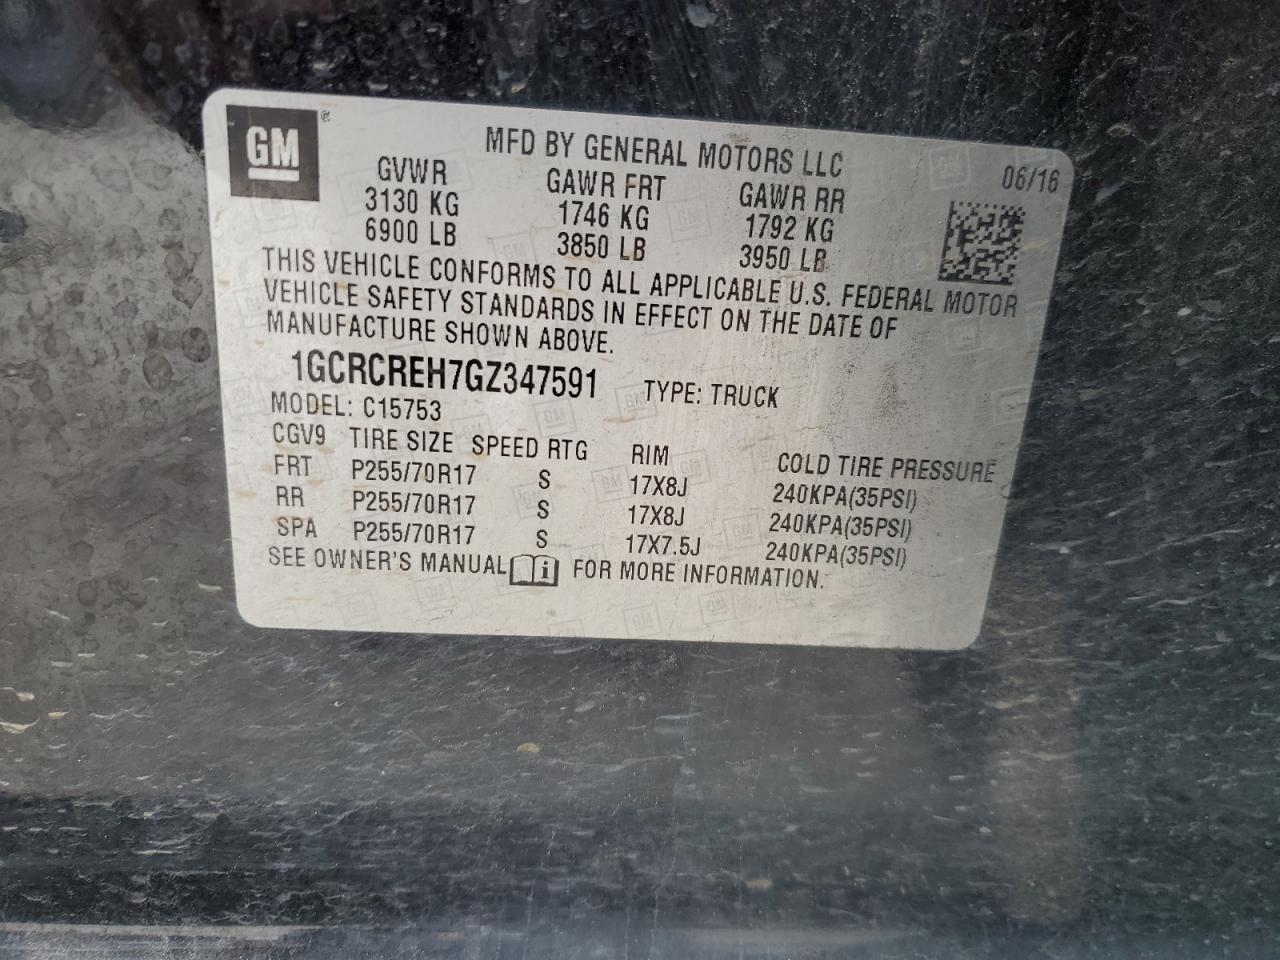 GM ®
MFD BY GENERAL MOTORS LLC
06/16
GVWR GAWR FRT GAWR RR
3130 KG 1746 KG 1792 KG
6900 LB 3850 LB 3950 LB
THIS VEHICLE CONFORMS TO ALL APPLICABLE U.S. FEDERAL MOTOR
VEHICLE SAFETY STANDARDS IN EFFECT ON THE DATE OF
MANUFACTURE SHOWN ABOVE.
1GCRCREH7GZ347591 TYPE: TRUCK
MODEL: C15753
CGV9 TIRE SIZE SPEED RTG RIM COLD TIRE PRESSURE
FRT P255/70R17 S 17X8J 240KPA(35PSI)
RR P255/70R17 S 17X8J 240KPA(35PSI)
SPA P255/70R17 S 17X7.5J 240KPA(35PSI)
SEE OWNER'S MANUAL i FOR MORE INFORMATION.